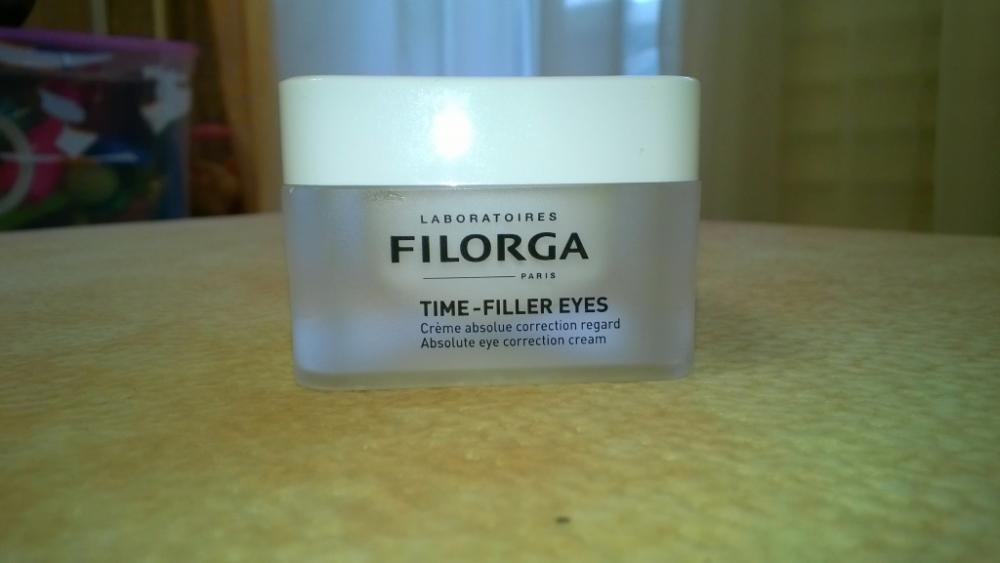 LABORATOIRES
FILORGA
PARIS
TIME-FILLER EYES
Crème absolue correction regard
Absolute eye correction cream